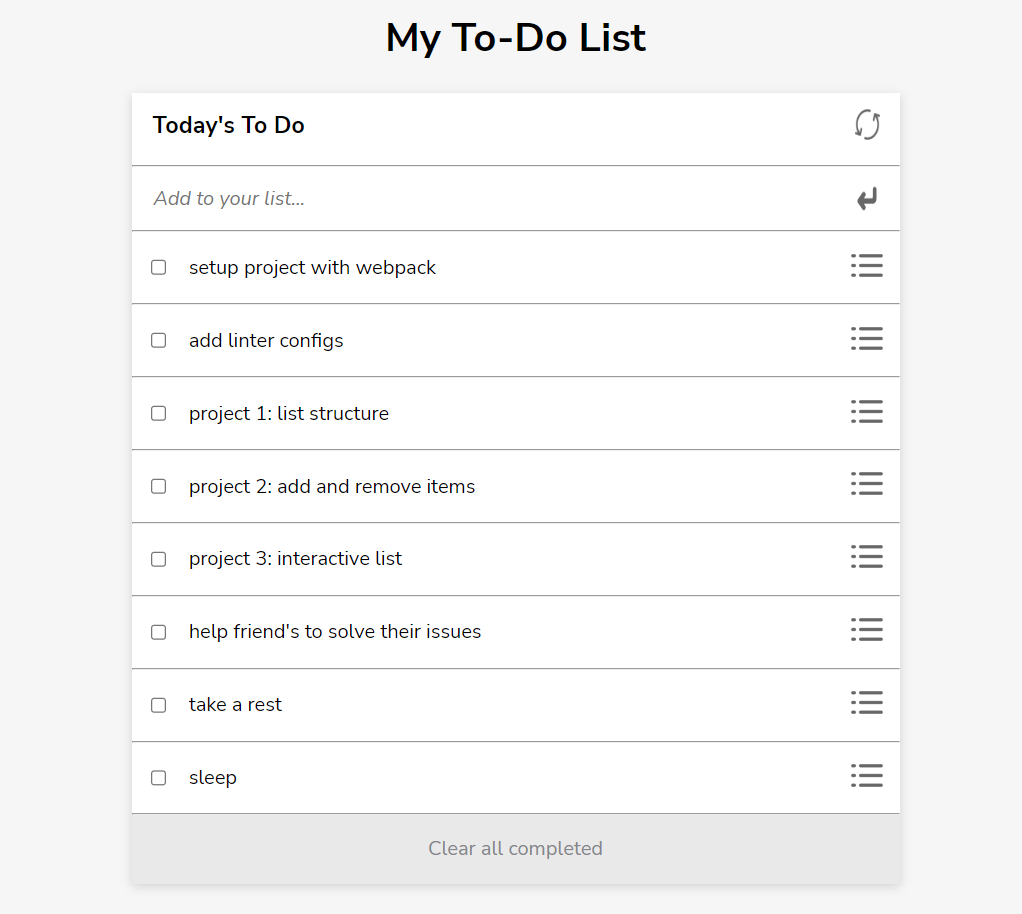 My To-Do List
Today's To Do
Add to your list...
setup project with webpack
add linter configs
project 1: list structure
project 2: add and remove items
project 3: interactive list
help friend's to solve their issues
take a rest
sleep
Clear all completed